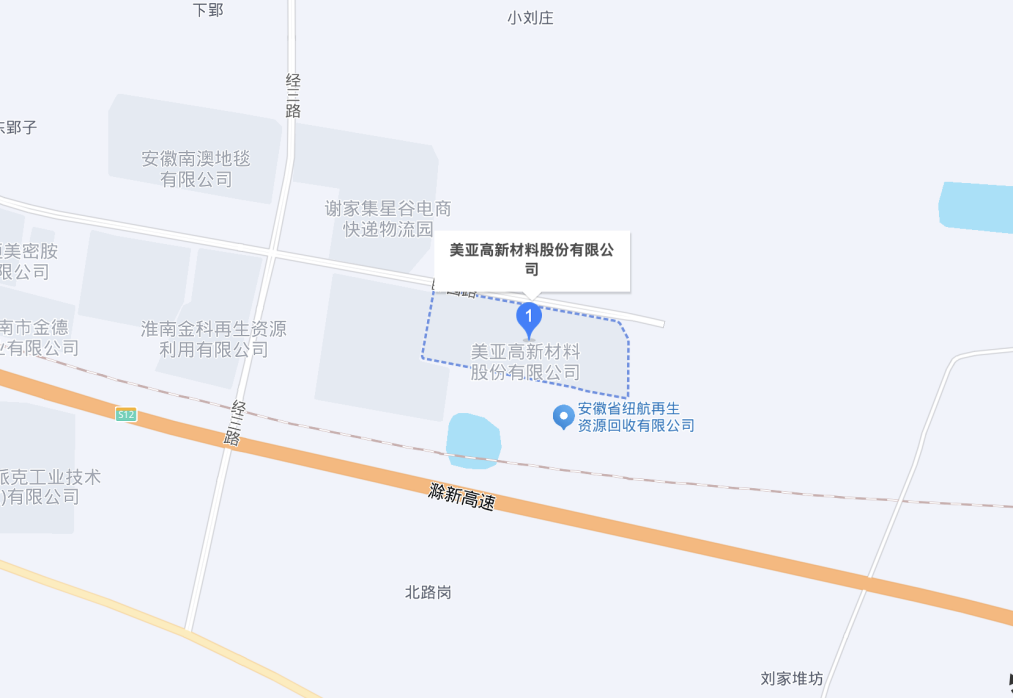 下郢
小刘庄
经三路
东郢子
安徽南澳地毯
有限公司
谢家集星谷电商
快递物流园
美亚高新材料股份有限公
司
美密胺
限公司
1
南市金德
业有限公司
淮南金科再生资源
利用有限公司
美亚高新材料
股份有限公司
安徽省纽航再生
资源回收有限公司
S12
经三路
派克工业技术
)有限公司
滁新高速
北路岗
刘家堆坊